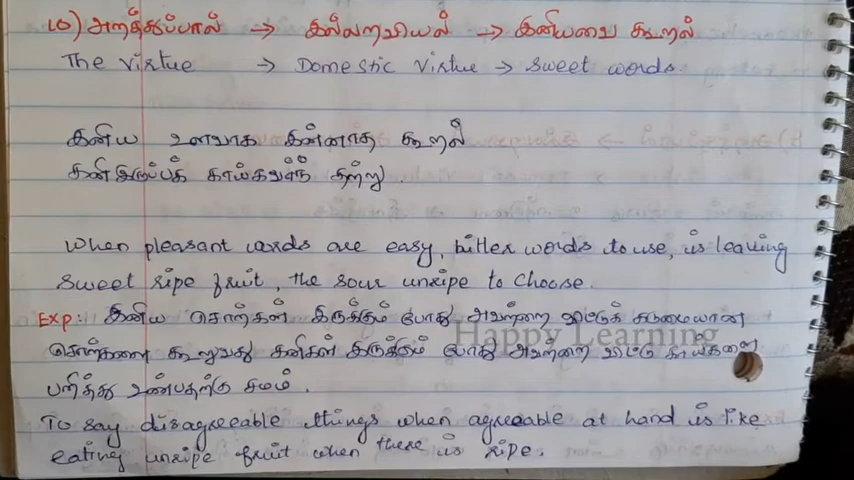 10) அறத்துப்பால் → இல்லறவியல் → இனியவை கூறல்
The virtue → Domestic virtue → sweet words.
இனிய உளவாக இன்னாத கூறல்
கனிஇருப்பக் காய்கவர்ந் தற்று.
When pleasant words are easy, bitter words to use, is leaving
sweet ripe fruit, the sour unripe to choose.
Exp: இனிய சொற்கள் இருக்கும் போது அவற்றை விட்டுக் கடுமையான
சொற்களை கூறுவது கனிகள் இருக்கும் போது அவற்றை விட்டு காய்களை
பறித்து உண்பதற்கு சமம்.
Happy Learning
To say disagreeable things when agreeable at hand is like
eating unripe fruit when there is ripe.